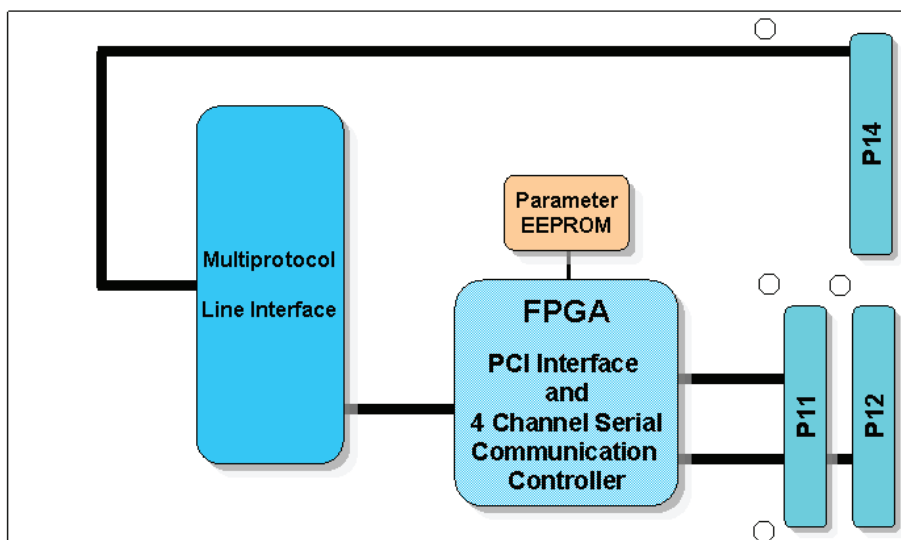 P14
Parameter
EEPROM
Multiprotocol
Line Interface
FPGA
PCI Interface
and
4 Channel Serial
Communication
Controller
P11
P12